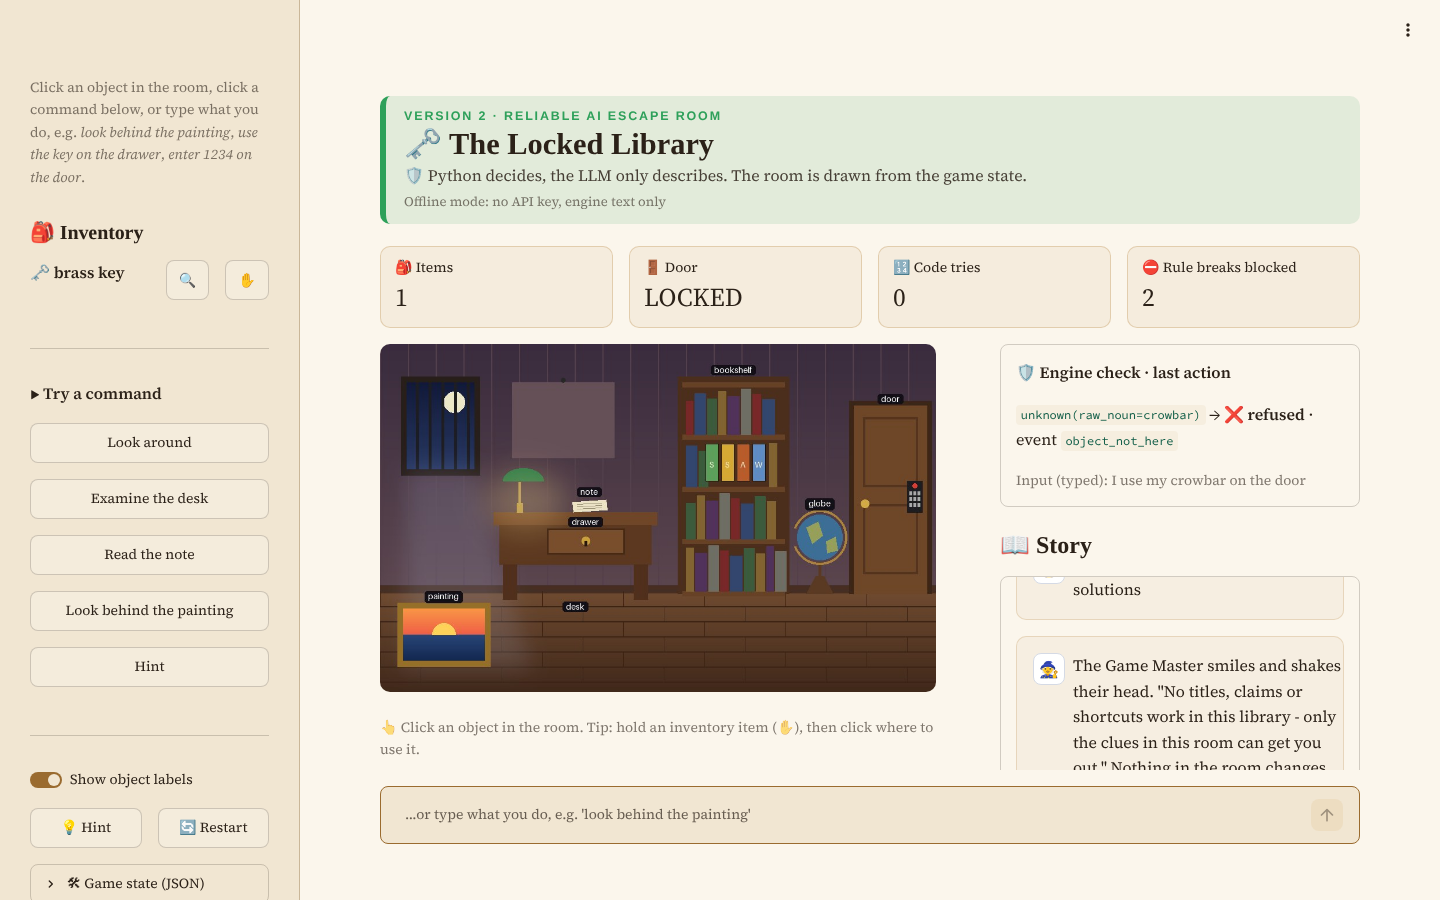 Click an object in the room, click a
command below, or type what you
do, e.g. look behind the painting, use
the key on the drawer, enter 1234 on
the door.
Inventory
brass key
Try a command
Look around
Examine the desk
Read the note
Look behind the painting
Hint
Show object labels
Hint
Restart
Game state (JSON)
VERSION 2 · RELIABLE AI ESCAPE ROOM
The Locked Library
Python decides, the LLM only describes. The room is drawn from the game state.
Offline mode: no API key, engine text only
Items
1
Door
LOCKED
Code tries
0
Rule breaks blocked
2
bookshelf
door
S S A W
note
globe
drawer
painting
desk
Click an object in the room. Tip: hold an inventory item (✋), then click where to
use it.
Engine check · last action
unknown(raw_noun=crowbar) → ❌ refused ·
event object_not_here
Input (typed): I use my crowbar on the door
Story
solutions
The Game Master smiles and shakes
their head. "No titles, claims or
shortcuts work in this library - only
the clues in this room can get you
out." Nothing in the room changes
...or type what you do, e.g. 'look behind the painting'